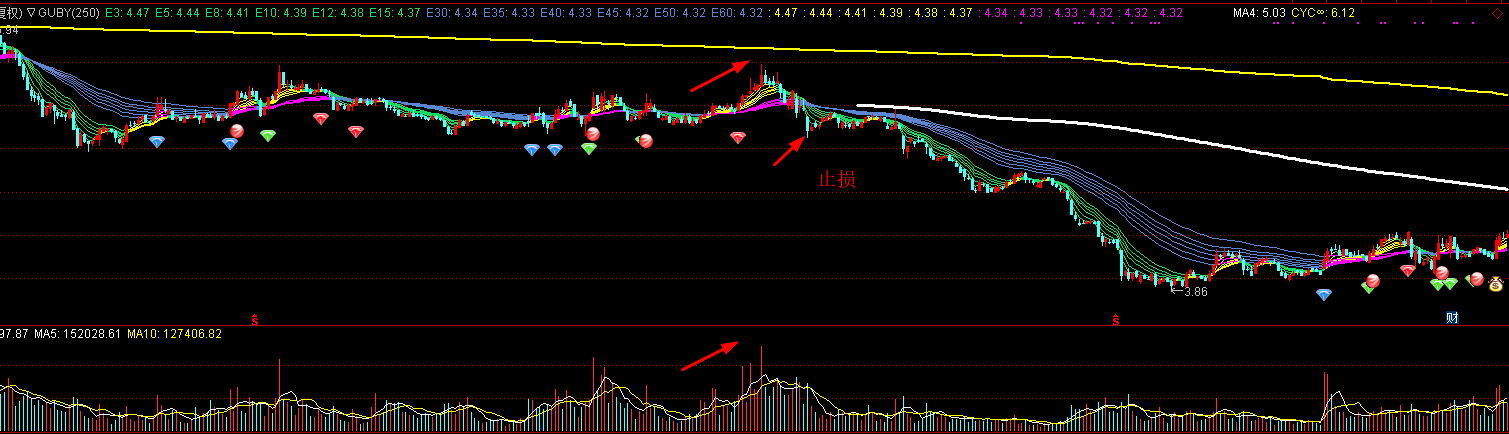 复权) ▽GUBY(250) E3: 4.47 E5: 4.44 E8: 4.41 E10: 4.39 E12: 4.38 E15: 4.37 E30: 4.34 E35: 4.33 E40: 4.33 E45: 4.32 E50: 4.32 E60: 4.32 : 4.47 : 4.44 : 4.41 : 4.39 : 4.38 : 4.37 : 4.34 : 4.33 : 4.33 : 4.32 : 4.32 : 4.32 MA4: 5.03 CYC∞: 6.12
.94
止损
←3.86
S S
财
97.87 MA5: 152028.61 MA10: 127406.82